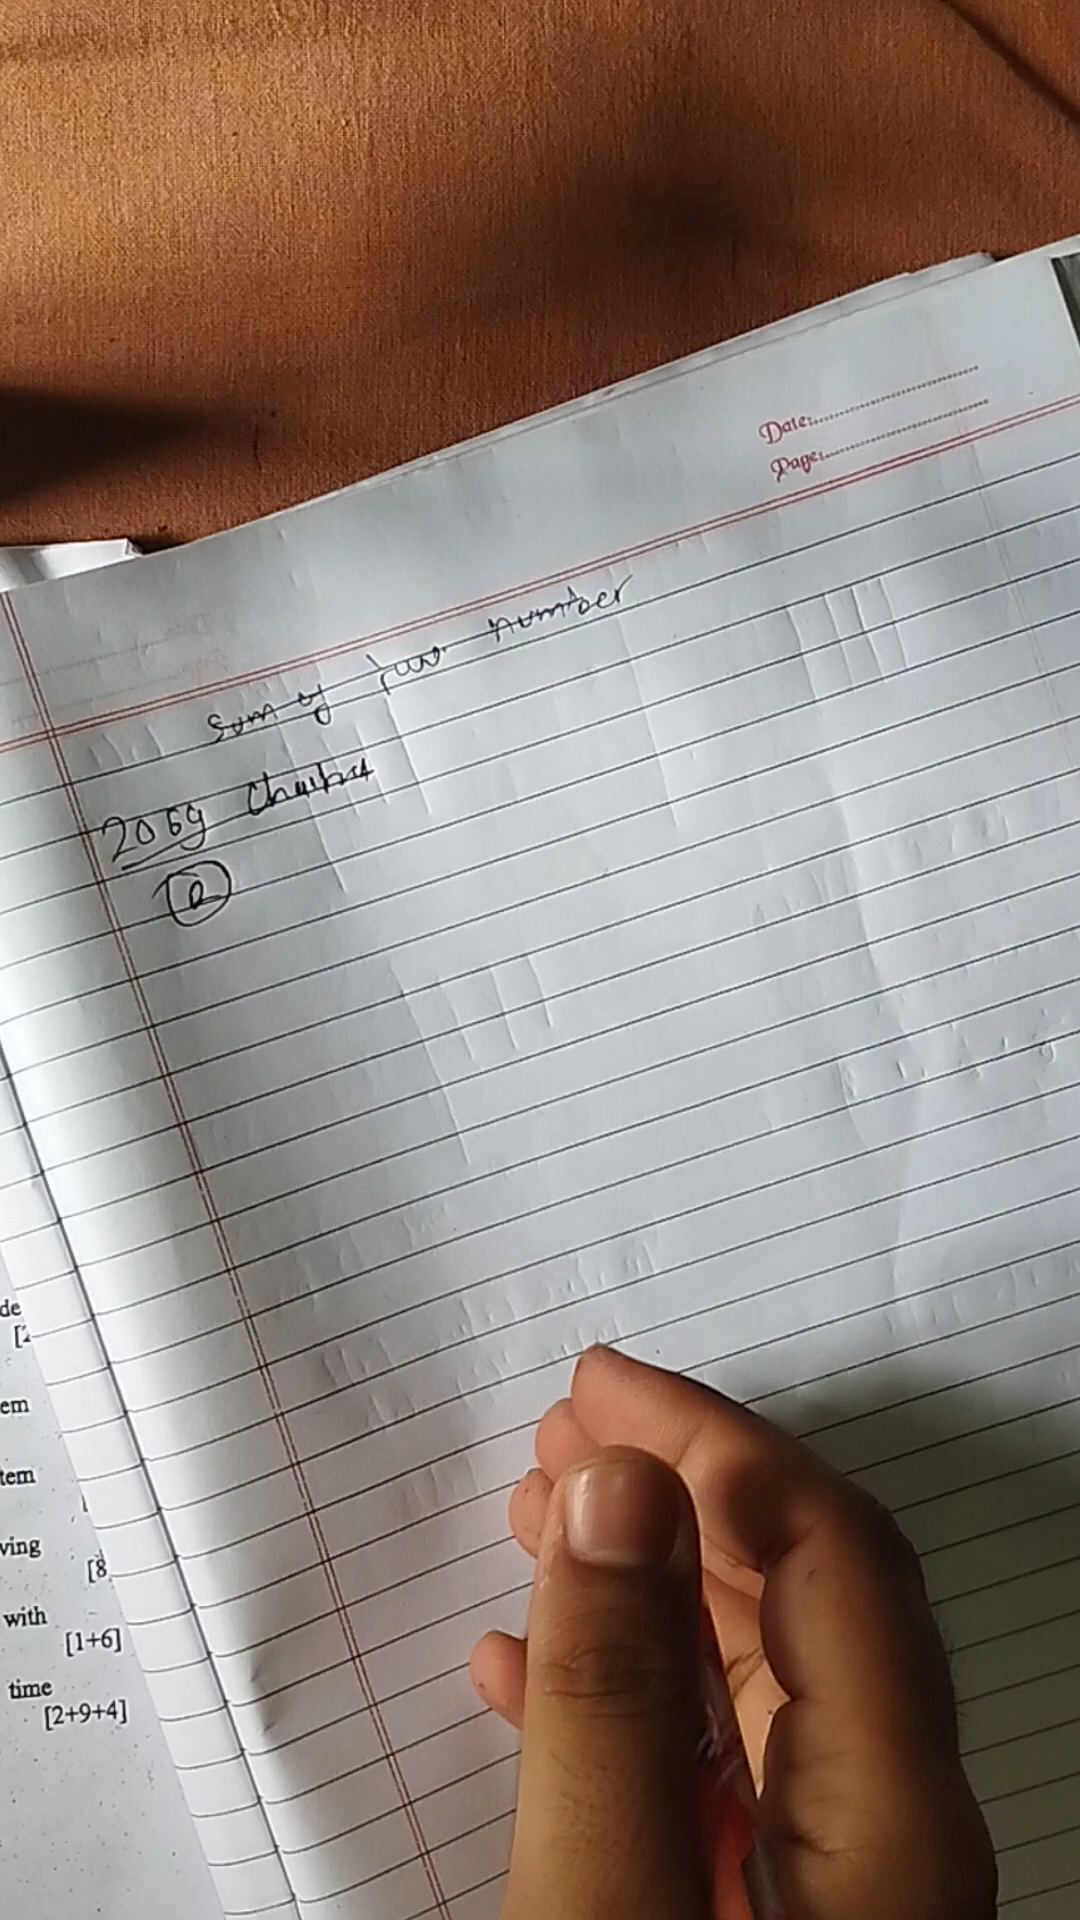 Date:
Page:
Sum of two number
2069 Chaitra
a
de
[2
em
tem
ving
[8
with
[1+6]
time
[2+9+4]